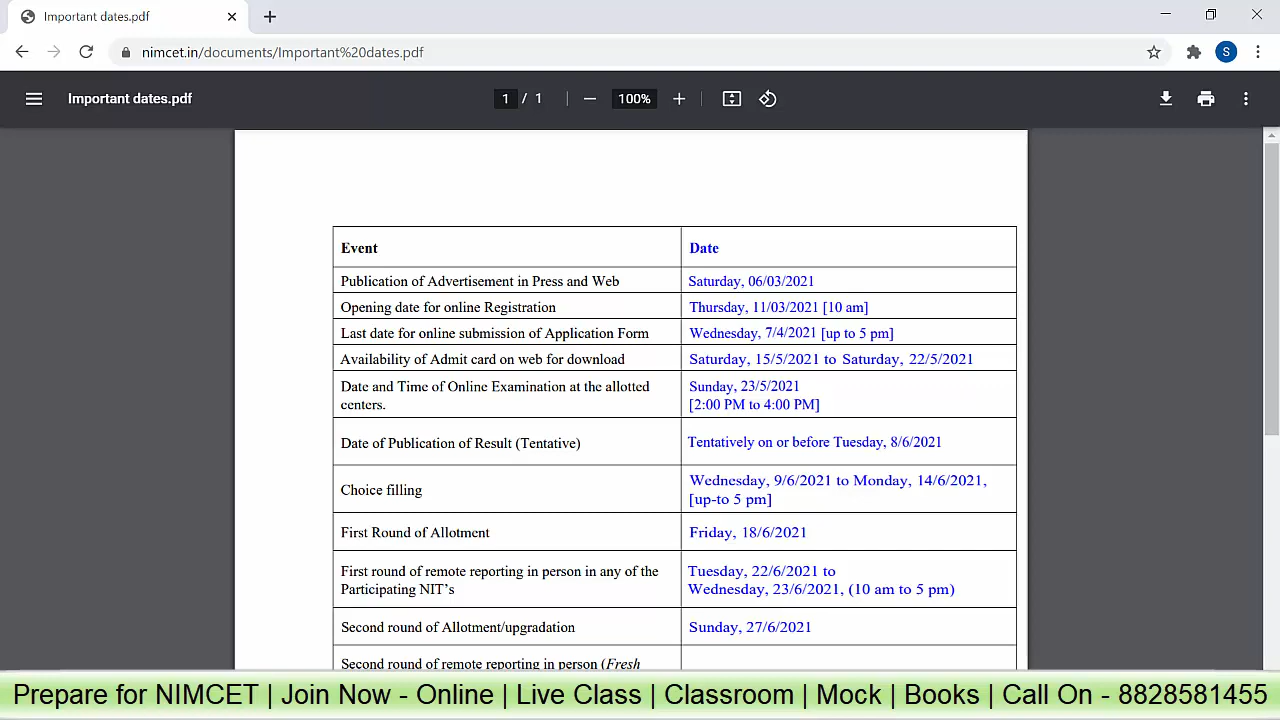 Important dates.pdf
nimcet.in/documents/Important%20dates.pdf
S
Important dates.pdf
1 / 1
100%
Event Date
Publication of Advertisement in Press and Web Saturday, 06/03/2021
Opening date for online Registration Thursday, 11/03/2021 [10 am]
Last date for online submission of Application Form Wednesday, 7/4/2021 [up to 5 pm]
Availability of Admit card on web for download Saturday, 15/5/2021 to Saturday, 22/5/2021
Date and Time of Online Examination at the allotted
centers.
Sunday, 23/5/2021
[2:00 PM to 4:00 PM]
Date of Publication of Result (Tentative) Tentatively on or before Tuesday, 8/6/2021
Choice filling
Wednesday, 9/6/2021 to Monday, 14/6/2021,
[up-to 5 pm]
First Round of Allotment Friday, 18/6/2021
First round of remote reporting in person in any of the
Participating NIT's
Tuesday, 22/6/2021 to
Wednesday, 23/6/2021, (10 am to 5 pm)
Second round of Allotment/upgradation Sunday, 27/6/2021
Second round of remote reporting in person (Fresh
Prepare for NIMCET | Join Now - Online | Live Class | Classroom | Mock | Books | Call On - 8828581455